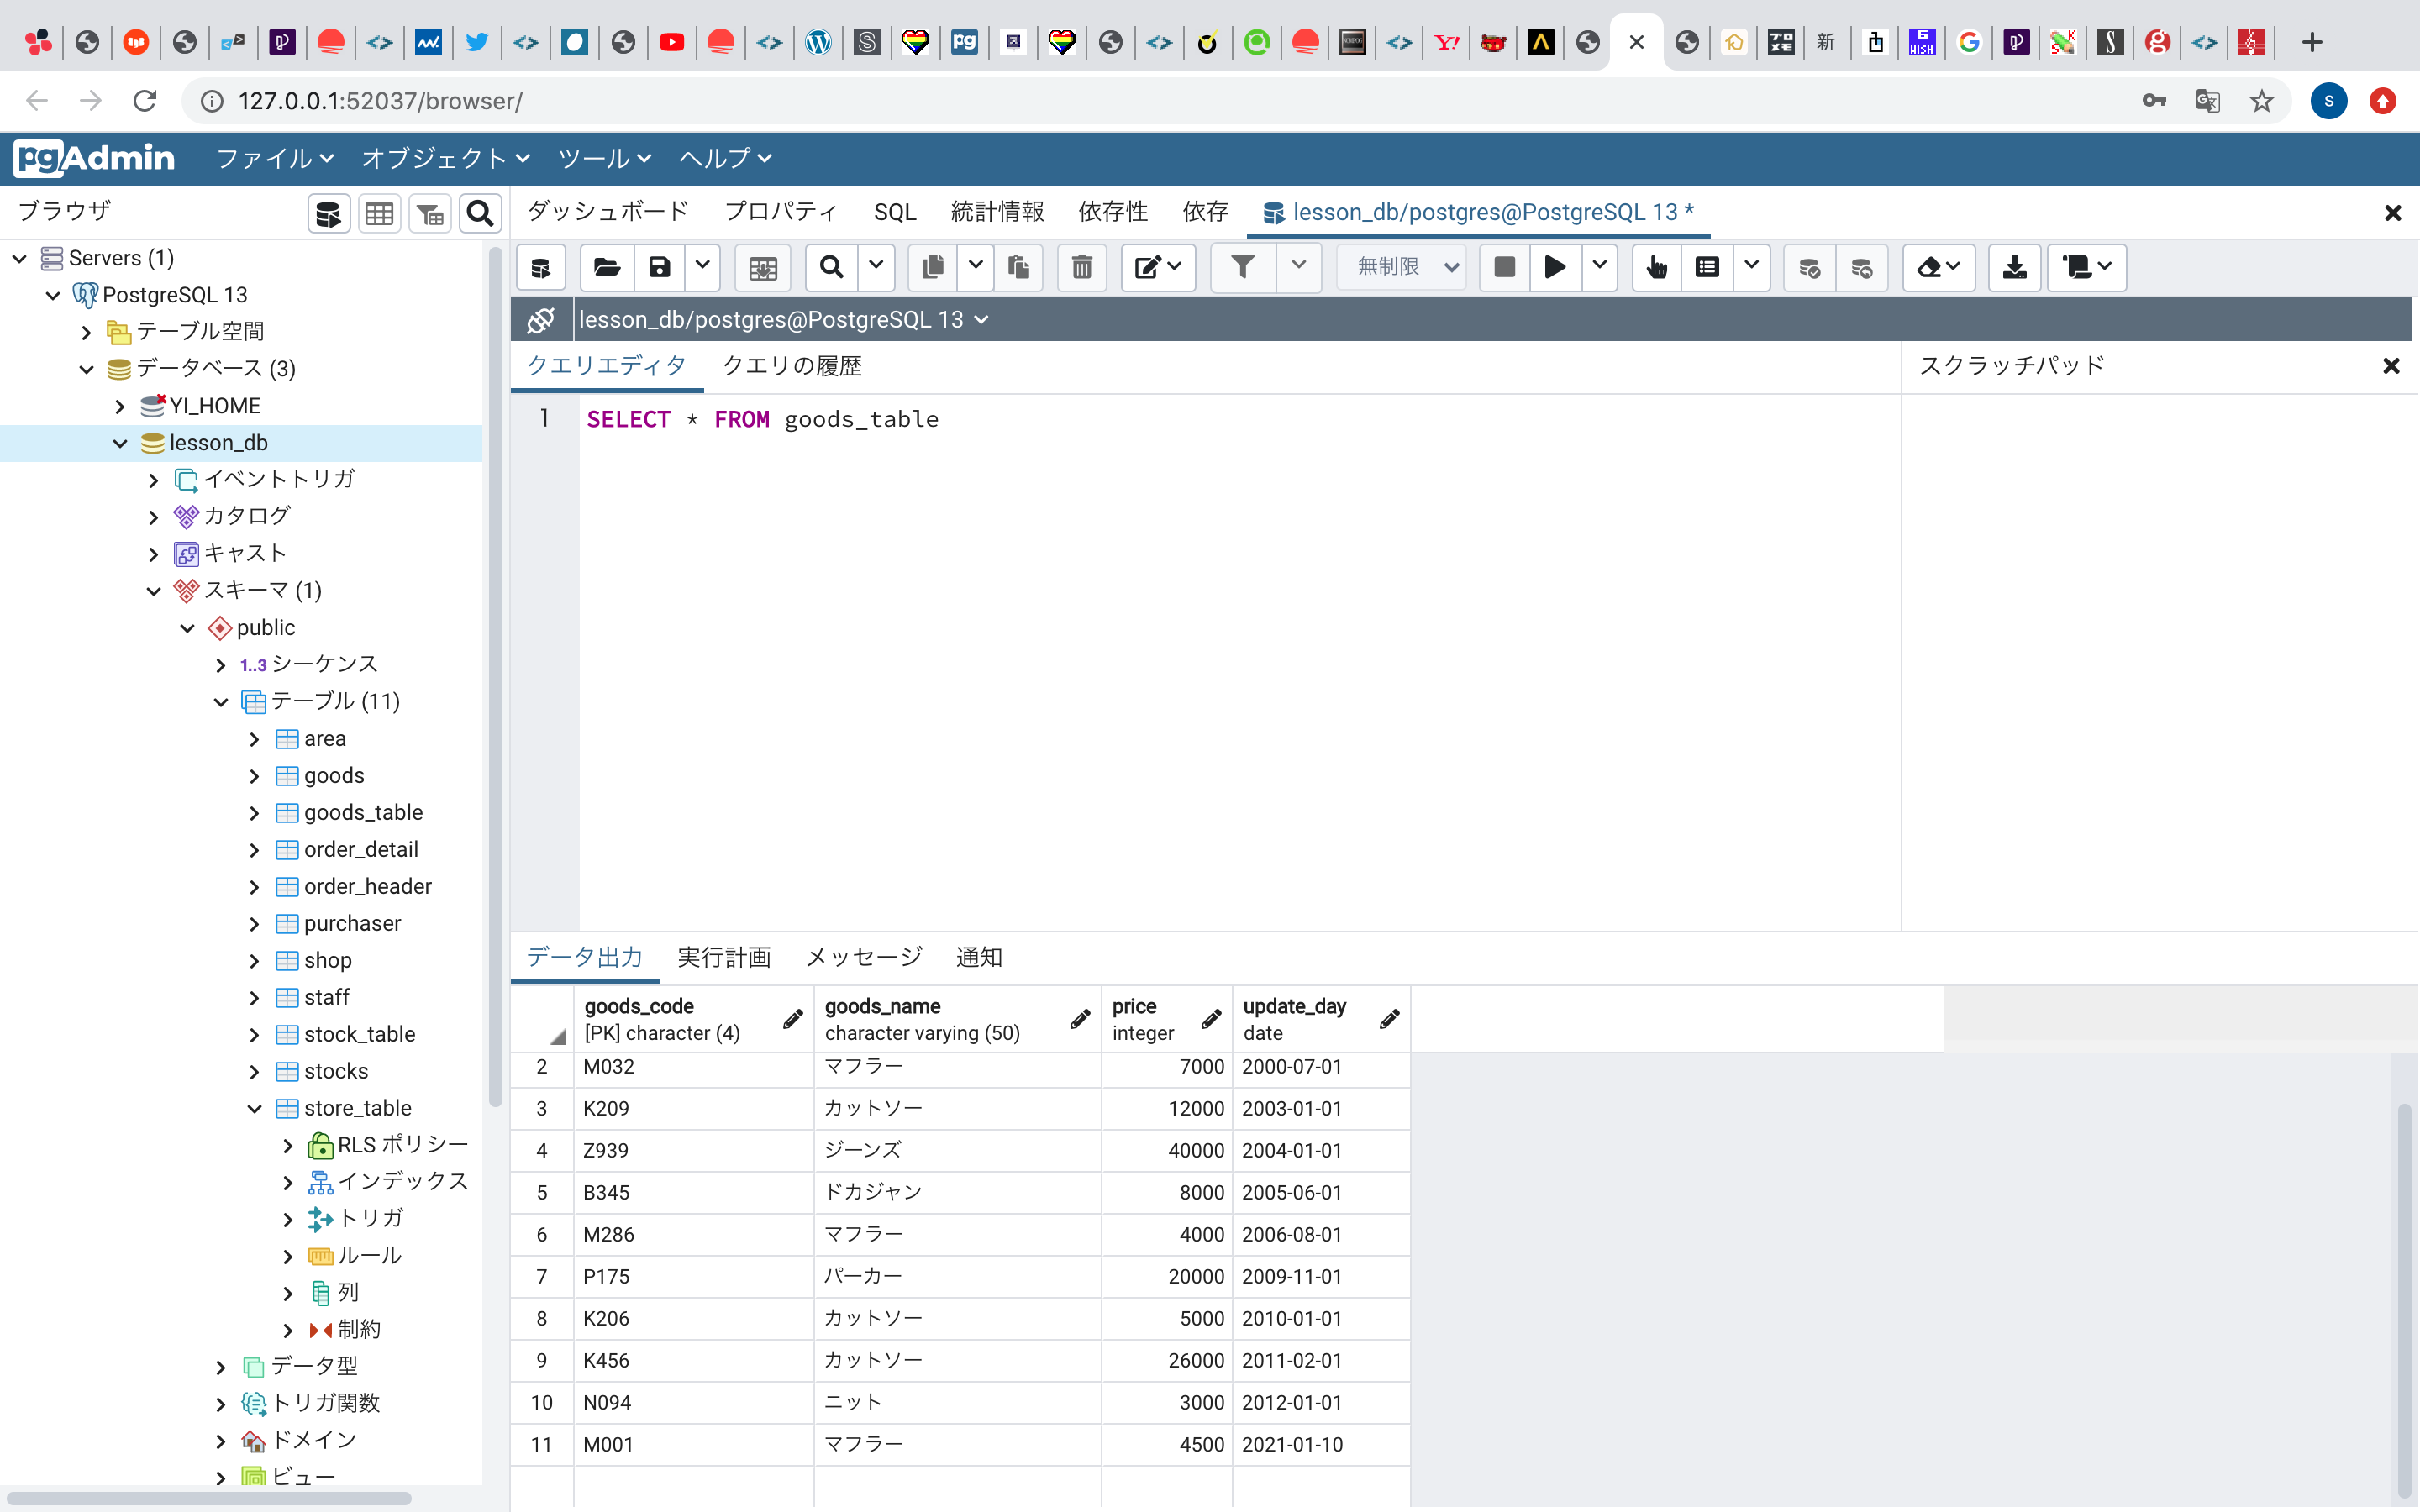 新
127.0.0.1:52037/browser/
S
pgAdmin ファイル オブジェクト ツール ヘルプ
ブラウザ
ダッシュボード プロパティ SQL 統計情報 依存性 依存 lesson_db/postgres@PostgreSQL 13 *
無制限
lesson_db/postgres@PostgreSQL 13
クエリエディタ クエリの履歴
スクラッチパッド
1 SELECT * FROM goods_table
Servers (1)
PostgreSQL 13
テーブル空間
データベース (3)
YI_HOME
lesson_db
イベントトリガ
カタログ
キャスト
スキーマ (1)
public
1..3 シーケンス
テーブル (11)
area
goods
goods_table
order_detail
order_header
purchaser
shop
staff
stock_table
stocks
store_table
RLS ポリシー
インデックス
トリガ
ルール
列
制約
データ型
トリガ関数
ドメイン
ビュー
データ出力 実行計画 メッセージ 通知
goods_code goods_name price update_day
[PK] character (4) character varying (50) integer date
2 M032 マフラー 7000 2000-07-01
3 K209 カットソー 12000 2003-01-01
4 Z939 ジーンズ 40000 2004-01-01
5 B345 ドカジャン 8000 2005-06-01
6 M286 マフラー 4000 2006-08-01
7 P175 パーカー 20000 2009-11-01
8 K206 カットソー 5000 2010-01-01
9 K456 カットソー 26000 2011-02-01
10 N094 ニット 3000 2012-01-01
11 M001 マフラー 4500 2021-01-10